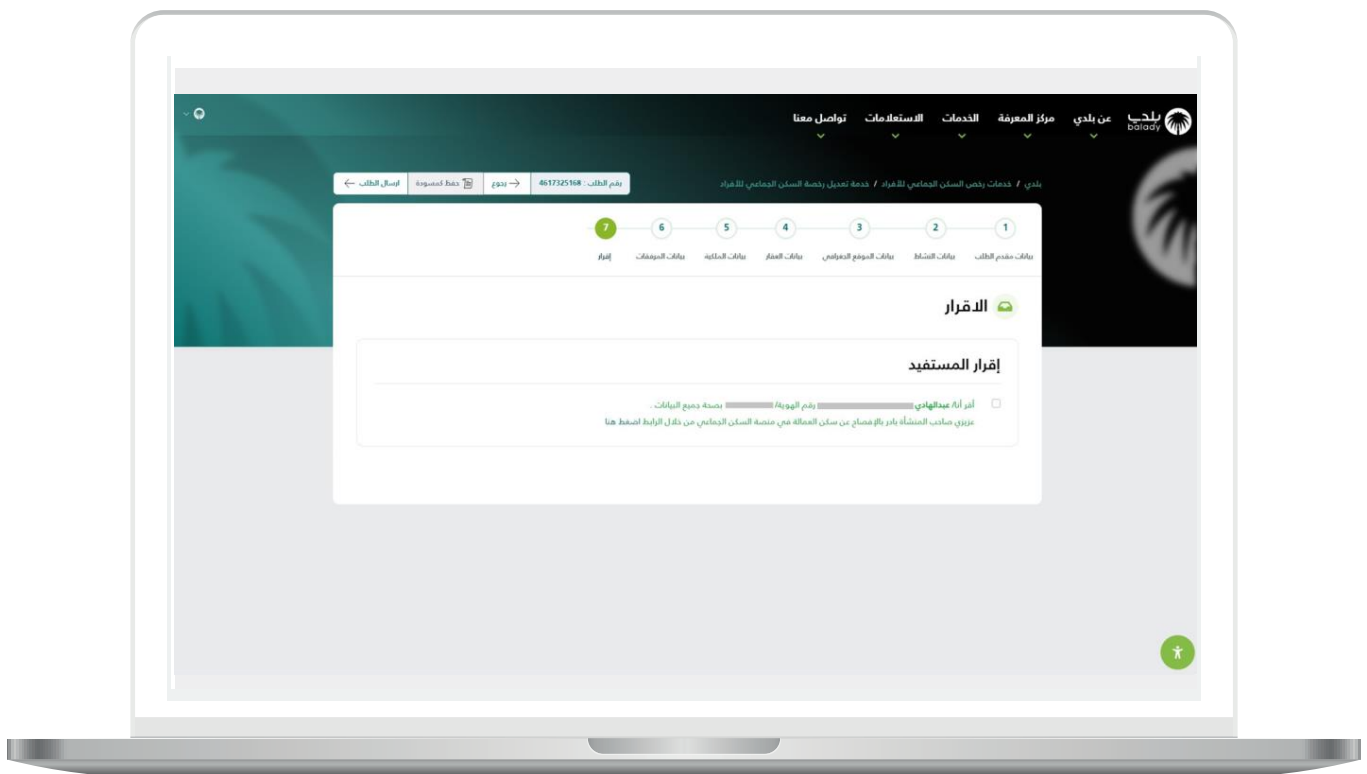 بلدي
balady
عن بلدي مركز المعرفة الخدمات الاستعلامات تواصل معنا
بلدي / خدمات رخص السكن الجماعي للأفراد / خدمة تعديل رخصة السكن الجماعي للأفراد
رقم الطلب : 4617325168 رجوع حفظ كمسودة ارسال الطلب
1 2 3 4 5 6 7
بيانات مقدم الطلب بيانات النشاط بيانات الموقع الجغرافي بيانات العقار بيانات الملكية بيانات المرفقات إقرار
الاقرار
إقرار المستفيد
أقر أنا/ عبدالهادي رقم الهوية/ بصحة جميع البيانات .
عزيزي صاحب المنشأة بادر بالإفصاح عن سكن العمالة في منصة السكن الجماعي من خلال الرابط اضغط هنا